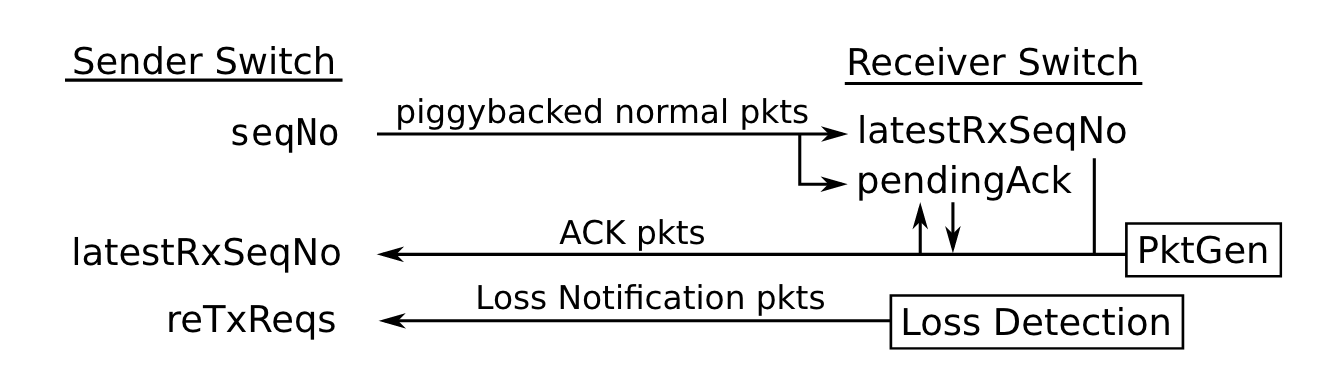 Sender Switch
Receiver Switch
piggybacked normal pkts
seqNo
latestRxSeqNo
pendingAck
ACK pkts
latestRxSeqNo
PktGen
Loss Notification pkts
reTxReqs
Loss Detection